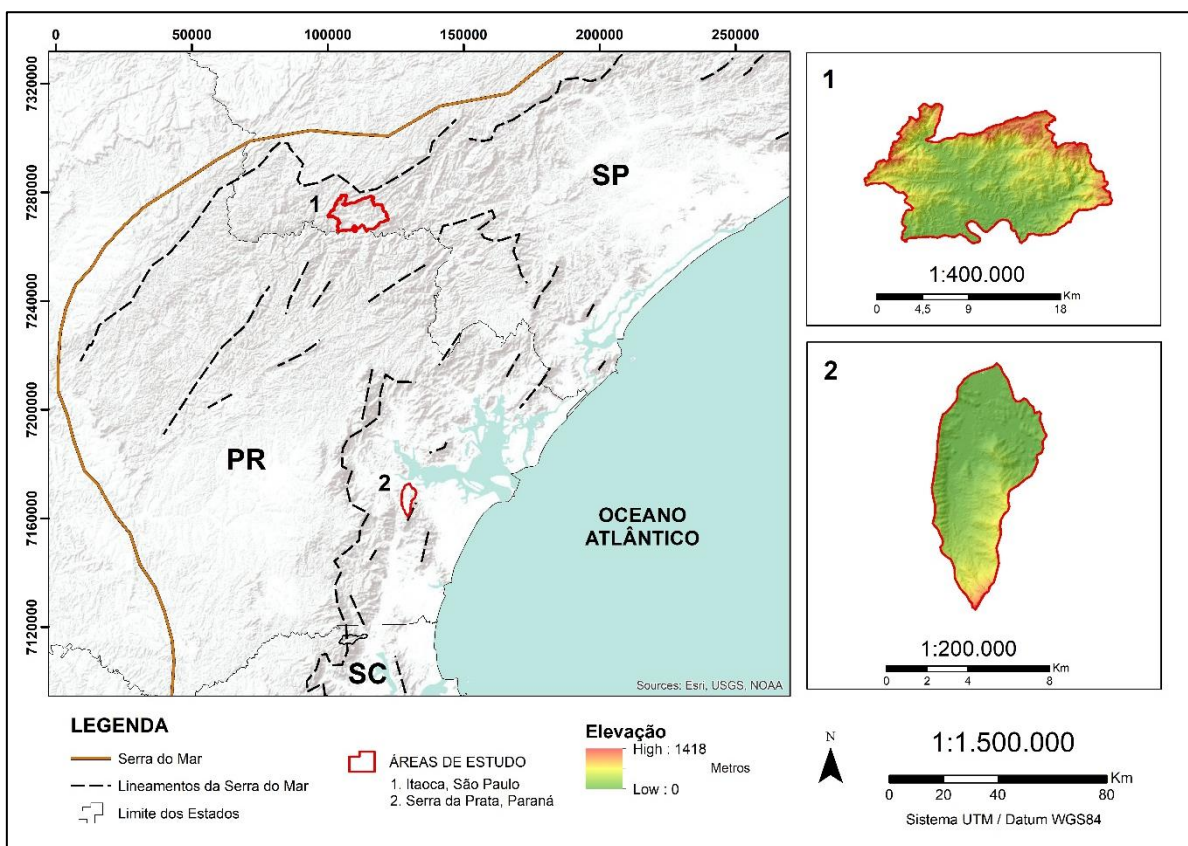 0 50000 100000 150000 200000 250000
7320000
7280000
7240000
7200000
7160000
7120000
SP
1
PR
2
OCEANO
ATLÂNTICO
SC
Sources: Esri, USGS, NOAA
1
1:400.000
0 4,5 9 18 Km
2
1:200.000
0 2 4 8 Km
LEGENDA
Serra do Mar
Lineamentos da Serra do Mar
Limite dos Estados
ÁREAS DE ESTUDO
1. Itaoca, São Paulo
2. Serra da Prata, Paraná
Elevação
High : 1418
Metros
Low : 0
N
1:1.500.000
0 20 40 80 Km
Sistema UTM / Datum WGS84